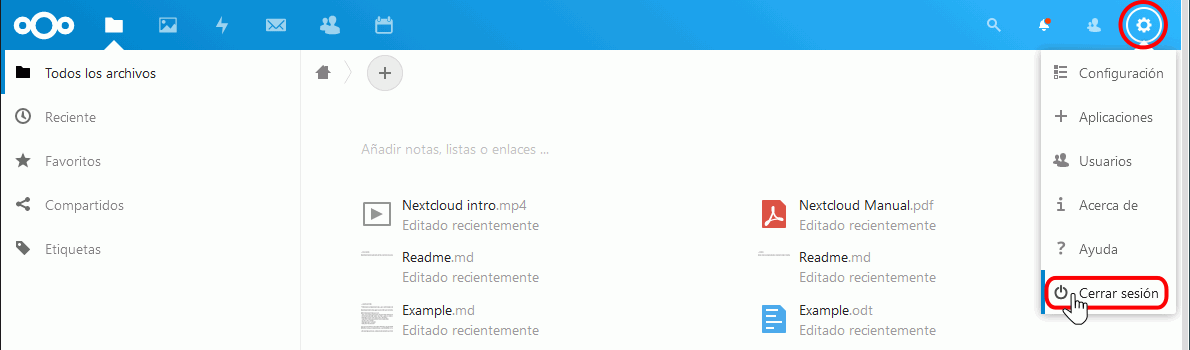 Todos los archivos
Reciente
Favoritos
Compartidos
Etiquetas
Añadir notas, listas o enlaces ...
Nextcloud intro.mp4
Editado recientemente
Nextcloud Manual.pdf
Editado recientemente
Readme.md
Editado recientemente
Readme.md
Editado recientemente
Example.md
Editado recientemente
Example.odt
Editado recientemente
Configuración
Aplicaciones
Usuarios
Acerca de
Ayuda
Cerrar sesión